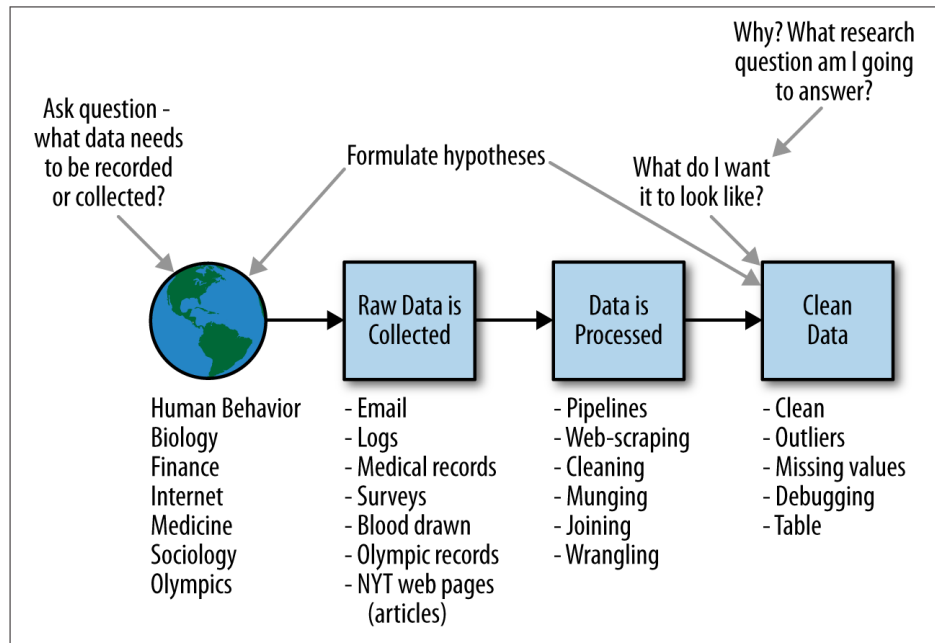 Why? What research
question am I going
to answer?
Ask question -
what data needs
to be recorded
or collected?
Formulate hypotheses
What do I want
it to look like?
Raw Data is
Collected
Data is
Processed
Clean
Data
Human Behavior
Biology
Finance
Internet
Medicine
Sociology
Olympics
- Email
- Logs
- Medical records
- Surveys
- Blood drawn
- Olympic records
- NYT web pages
(articles)
- Pipelines
- Web-scraping
- Cleaning
- Munging
- Joining
- Wrangling
- Clean
- Outliers
- Missing values
- Debugging
- Table